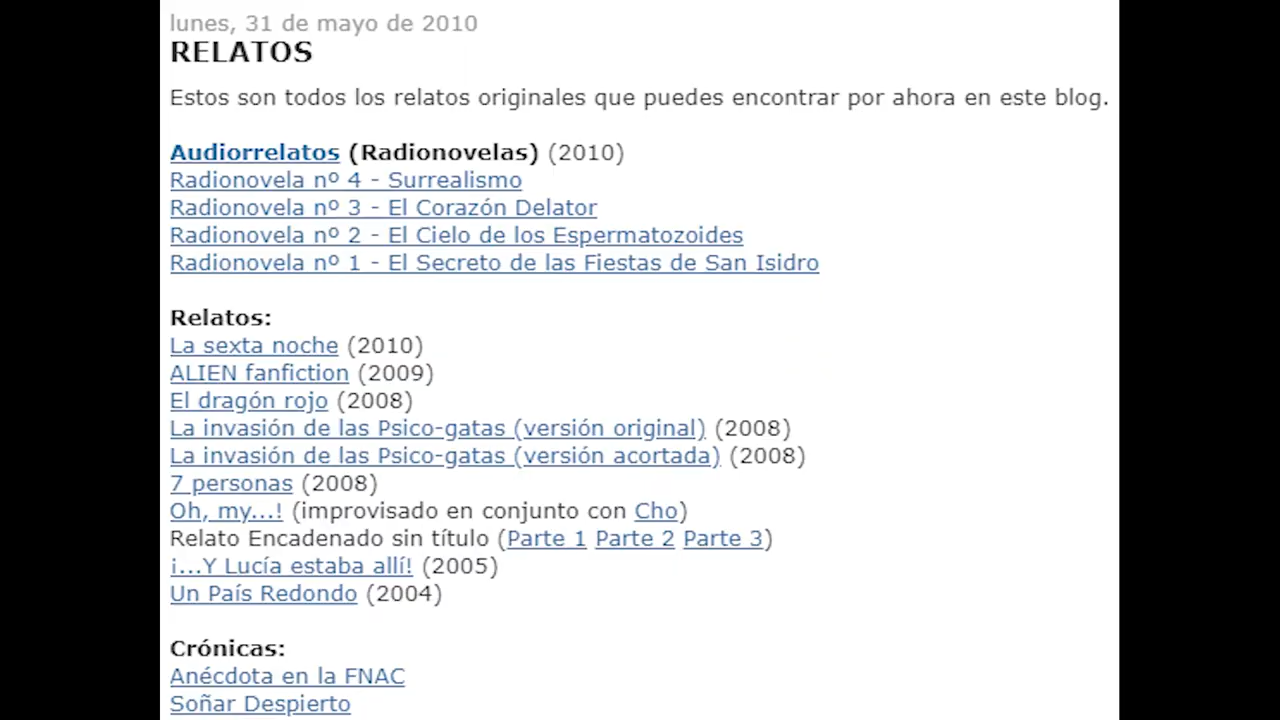 lunes, 31 de mayo de 2010
RELATOS
Estos son todos los relatos originales que puedes encontrar por ahora en este blog.
Audiorrelatos (Radionovelas) (2010)
Radionovela nº 4 - Surrealismo
Radionovela nº 3 - El Corazón Delator
Radionovela nº 2 - El Cielo de los Espermatozoides
Radionovela nº 1 - El Secreto de las Fiestas de San Isidro
Relatos:
La sexta noche (2010)
ALIEN fanfiction (2009)
El dragón rojo (2008)
La invasión de las Psico-gatas (versión original) (2008)
La invasión de las Psico-gatas (versión acortada) (2008)
7 personas (2008)
Oh, my...! (improvisado en conjunto con Cho)
Relato Encadenado sin título (Parte 1 Parte 2 Parte 3)
¡...Y Lucía estaba allí! (2005)
Un País Redondo (2004)
Crónicas:
Anécdota en la FNAC
Soñar Despierto